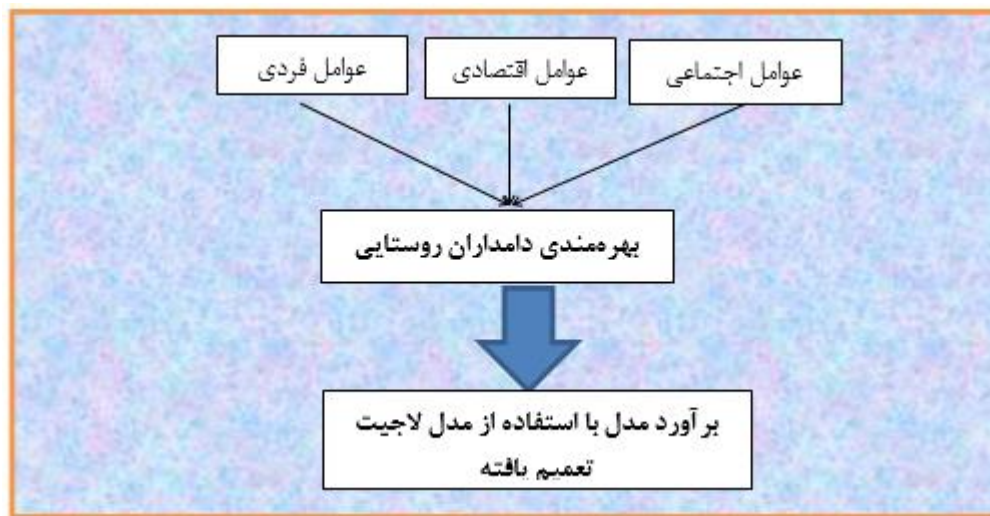 عوامل اجتماعی
عوامل اقتصادی
عوامل فردی
بهره‌مندی دامداران روستایی
برآورد مدل با استفاده از مدل لاجیت
تعمیم یافته